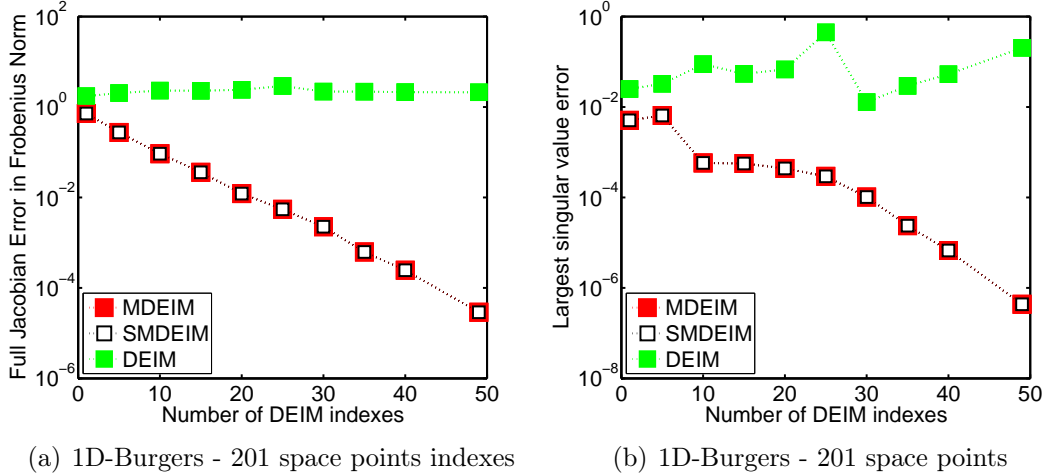 Full Jacobian Error in Frobenius Norm
10^2
10^0
10^-2
10^-4
10^-6
MDEIM
SMDEIM
DEIM
0 10 20 30 40 50
Number of DEIM indexes
(a) 1D-Burgers - 201 space points indexes
Largest singular value error
10^0
10^-2
10^-4
10^-6
10^-8
MDEIM
SMDEIM
DEIM
0 10 20 30 40 50
Number of DEIM indexes
(b) 1D-Burgers - 201 space points